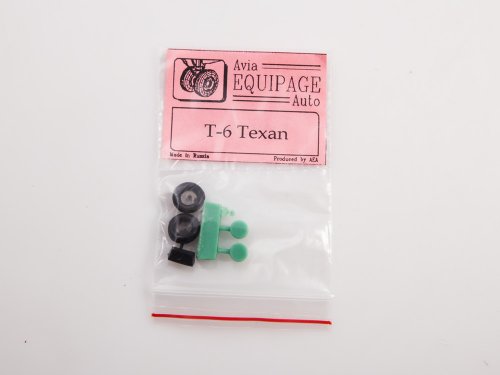 Avia
EQUIPAGE
Auto
T-6 Texan
Made in Russia
Produced by AEA